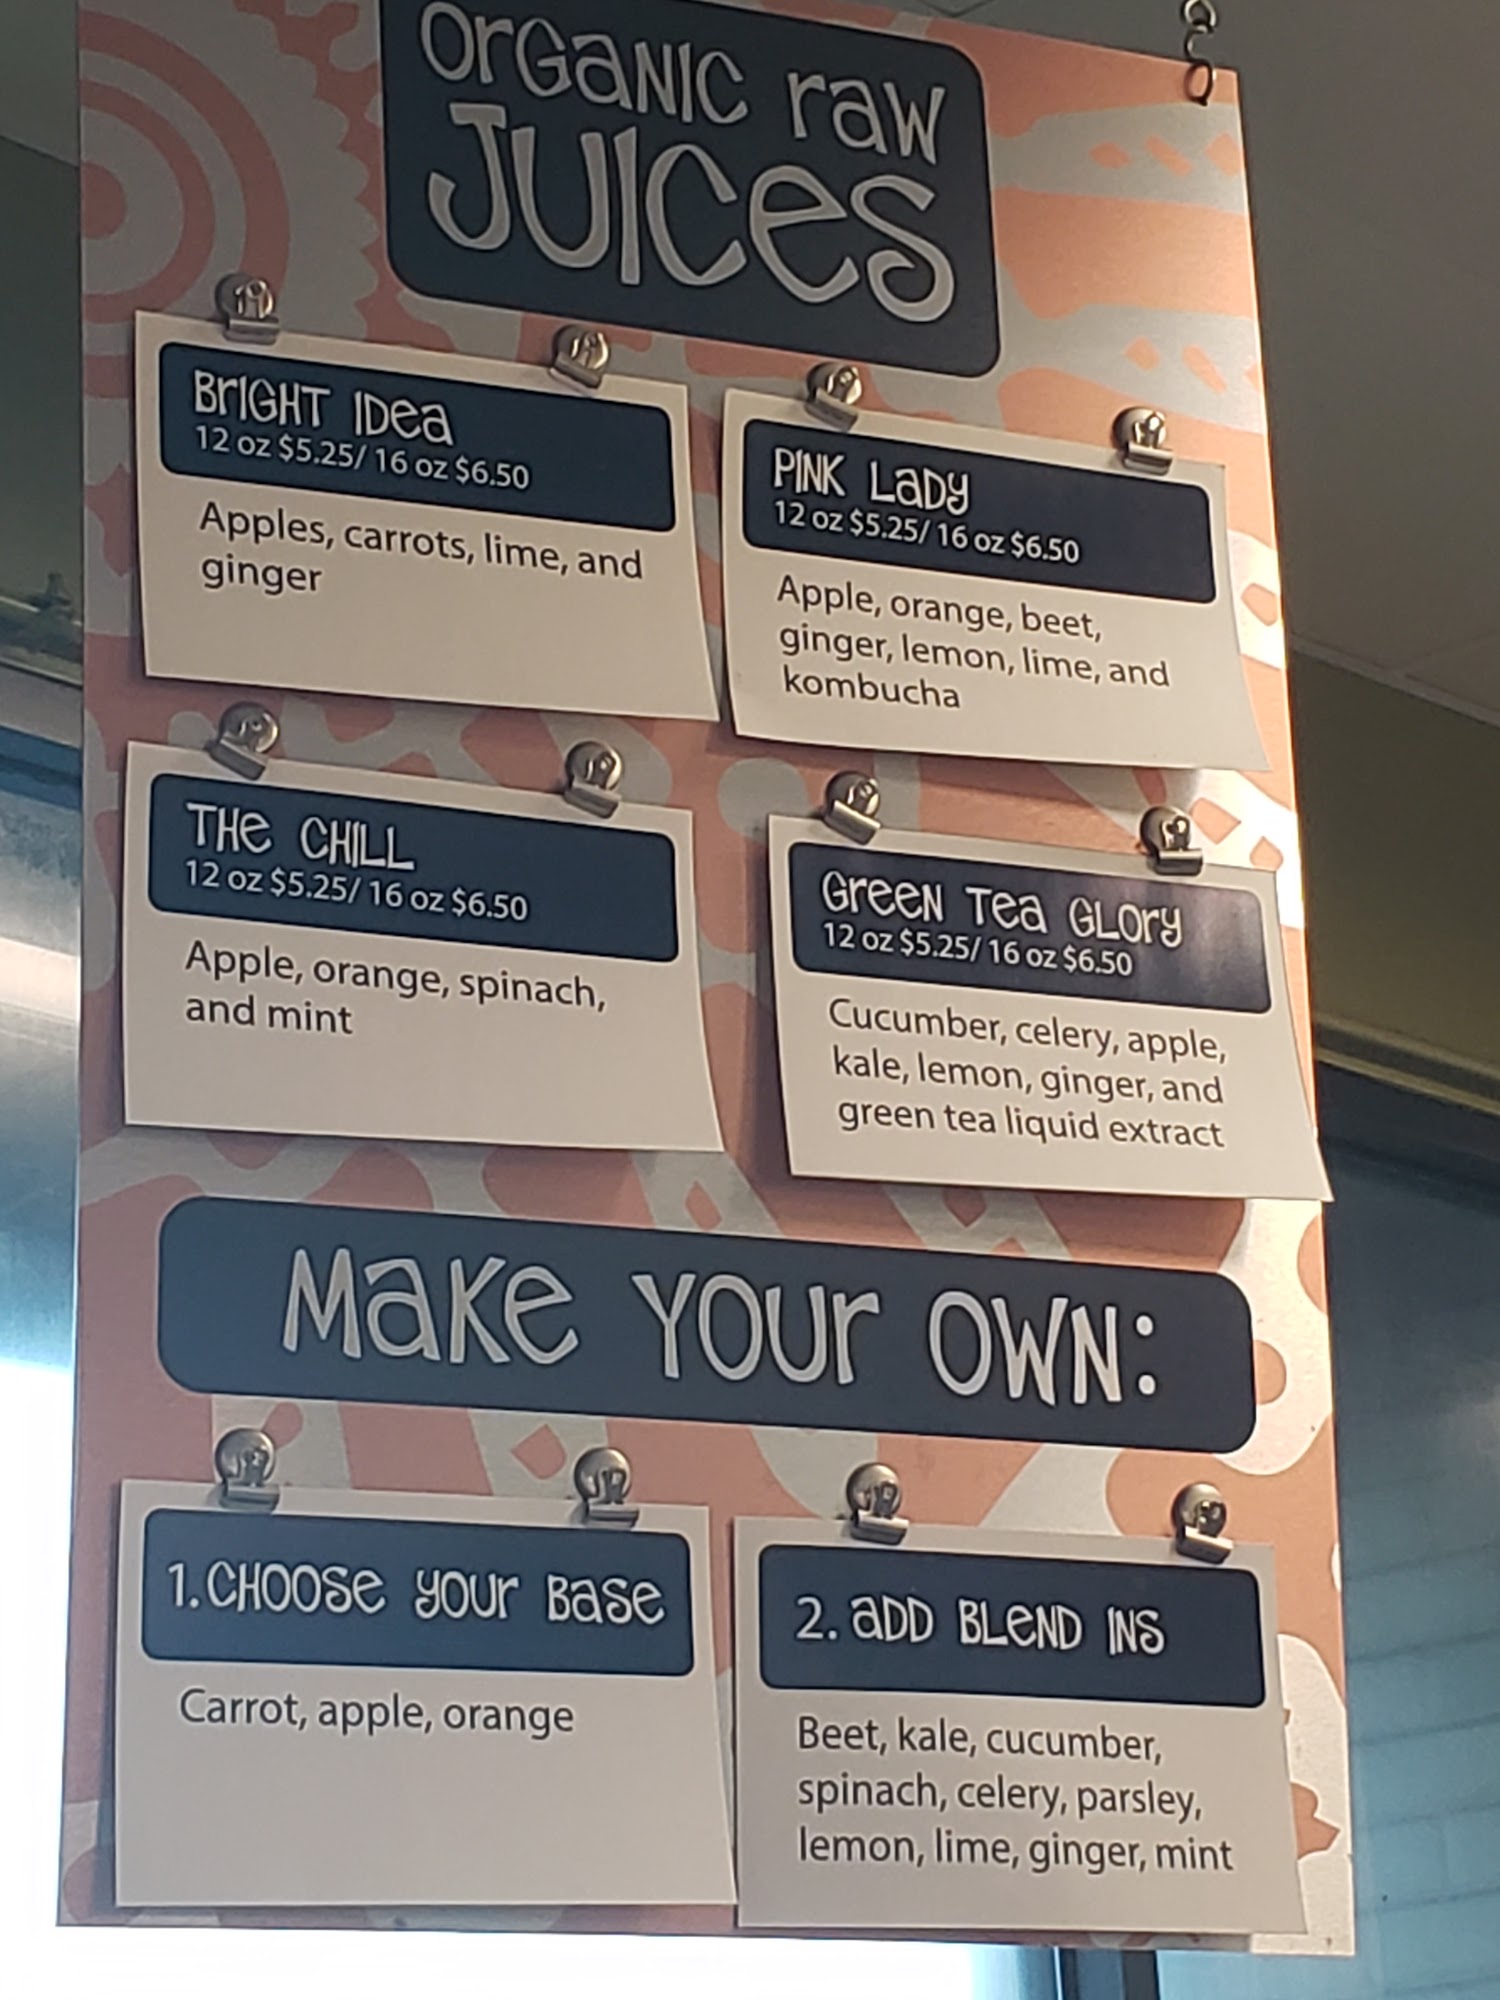 Organic Raw
Juices
Bright Idea
12 oz $5.25/ 16 oz $6.50
Apples, carrots, lime, and
ginger
Pink Lady
12 oz $5.25/ 16 oz $6.50
Apple, orange, beet,
ginger, lemon, lime, and
kombucha
The Chill
12 oz $5.25/ 16 oz $6.50
Apple, orange, spinach,
and mint
Green Tea Glory
12 oz $5.25/ 16 oz $6.50
Cucumber, celery, apple,
kale, lemon, ginger, and
green tea liquid extract
Make Your Own:
1. Choose Your Base
Carrot, apple, orange
2. Add Blend Ins
Beet, kale, cucumber,
spinach, celery, parsley,
lemon, lime, ginger, mint